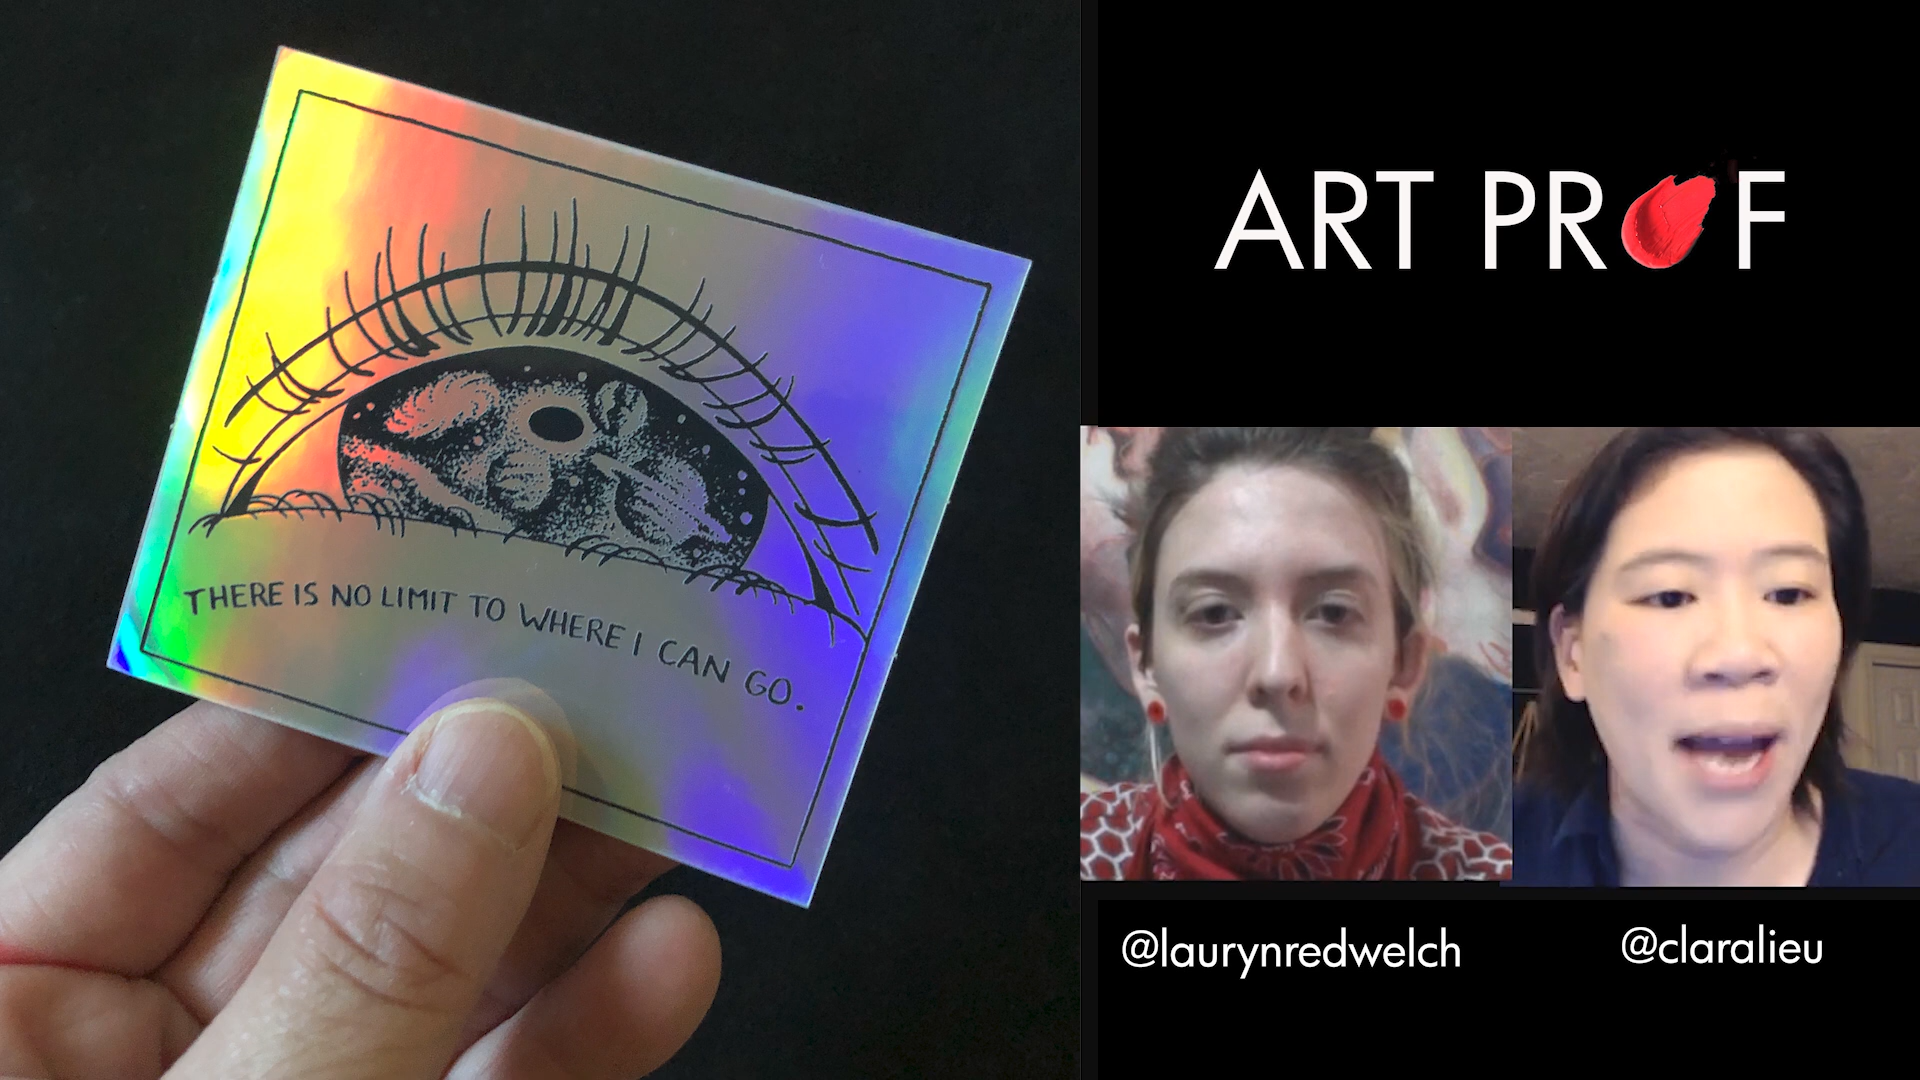 THERE IS NO LIMIT TO WHERE I CAN GO.
ART PROF
@laurynredwelch
@claralieu